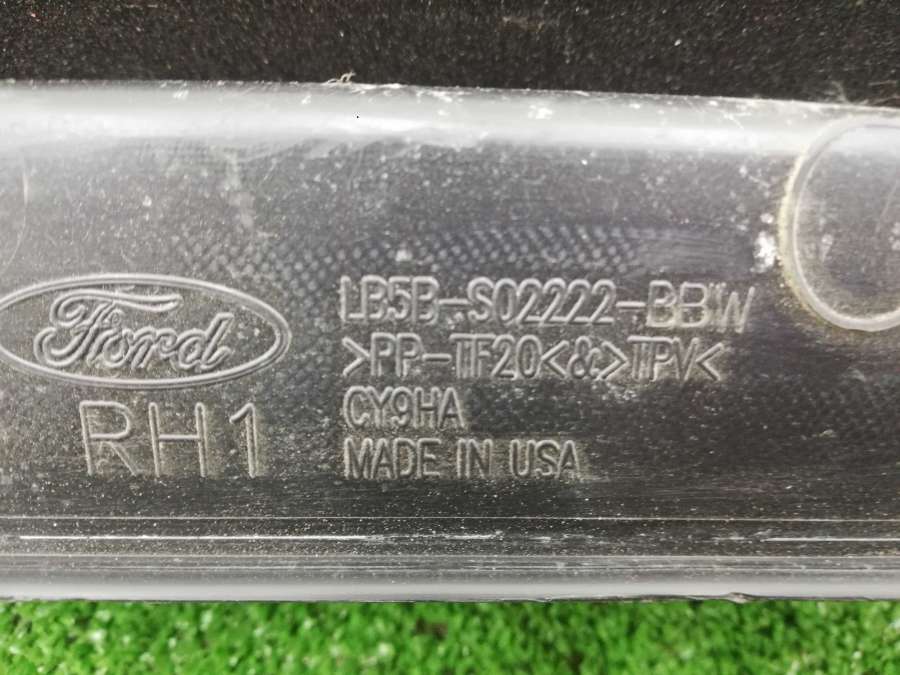 Ford
RH1
LB5B-S02222-BBW
>PP-TF20<&>TPV<
CY9HA
MADE IN USA